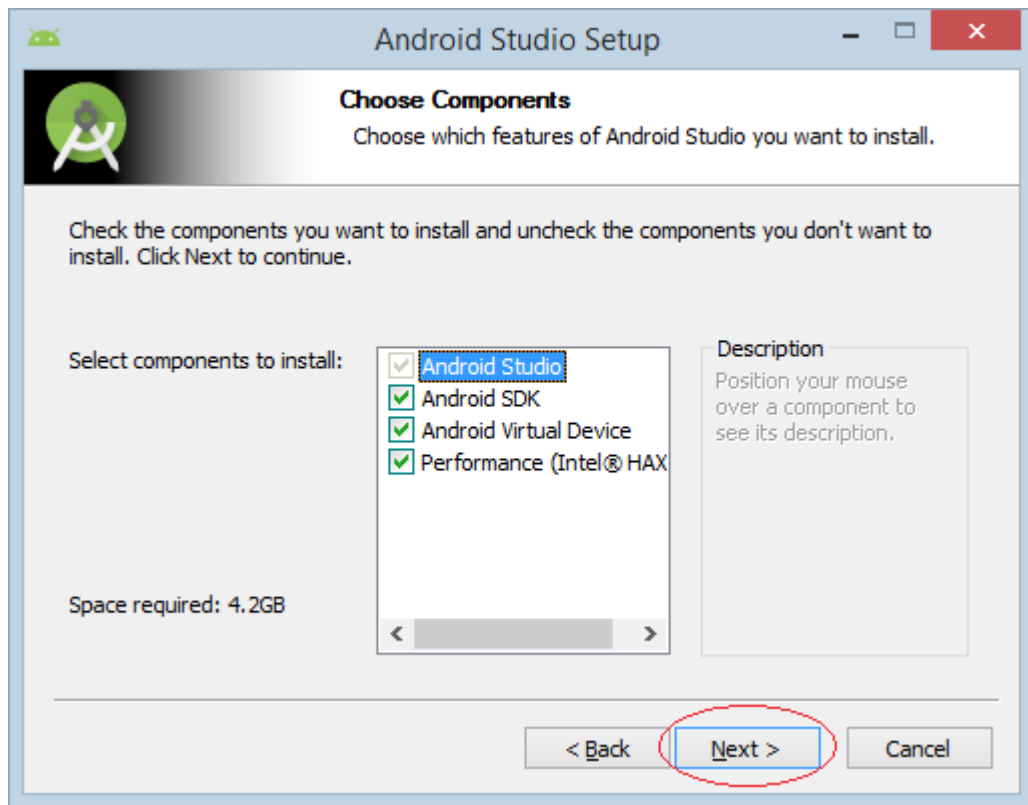 Android Studio Setup
Choose Components
Choose which features of Android Studio you want to install.
Check the components you want to install and uncheck the components you don't want to
install. Click Next to continue.
Select components to install:
Android Studio
Android SDK
Android Virtual Device
Performance (Intel® HAX
Description
Position your mouse
over a component to
see its description.
Space required: 4.2GB
< Back
Next >
Cancel